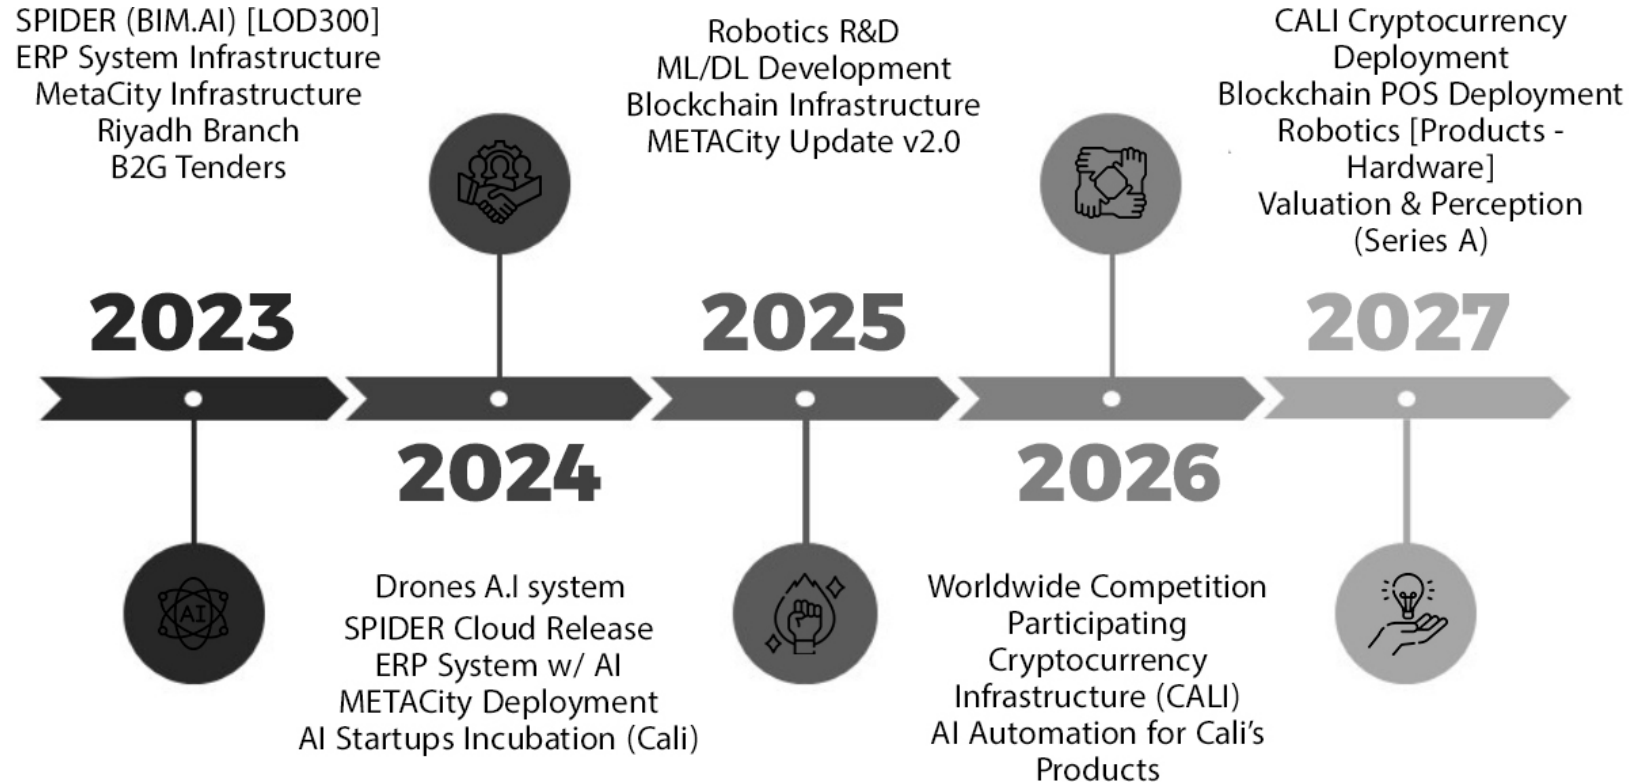 SPIDER (BIM.AI) [LOD300]
ERP System Infrastructure
MetaCity Infrastructure
Riyadh Branch
B2G Tenders
2023
AI
2024
Drones A.I system
SPIDER Cloud Release
ERP System w/ AI
METACity Deployment
AI Startups Incubation (Cali)
Robotics R&D
ML/DL Development
Blockchain Infrastructure
METACity Update v2.0
2025
2026
Worldwide Competition
Participating
Cryptocurrency
Infrastructure (CALI)
AI Automation for Cali's
Products
CALI Cryptocurrency
Deployment
Blockchain POS Deployment
Robotics [Products -
Hardware]
Valuation & Perception
(Series A)
2027